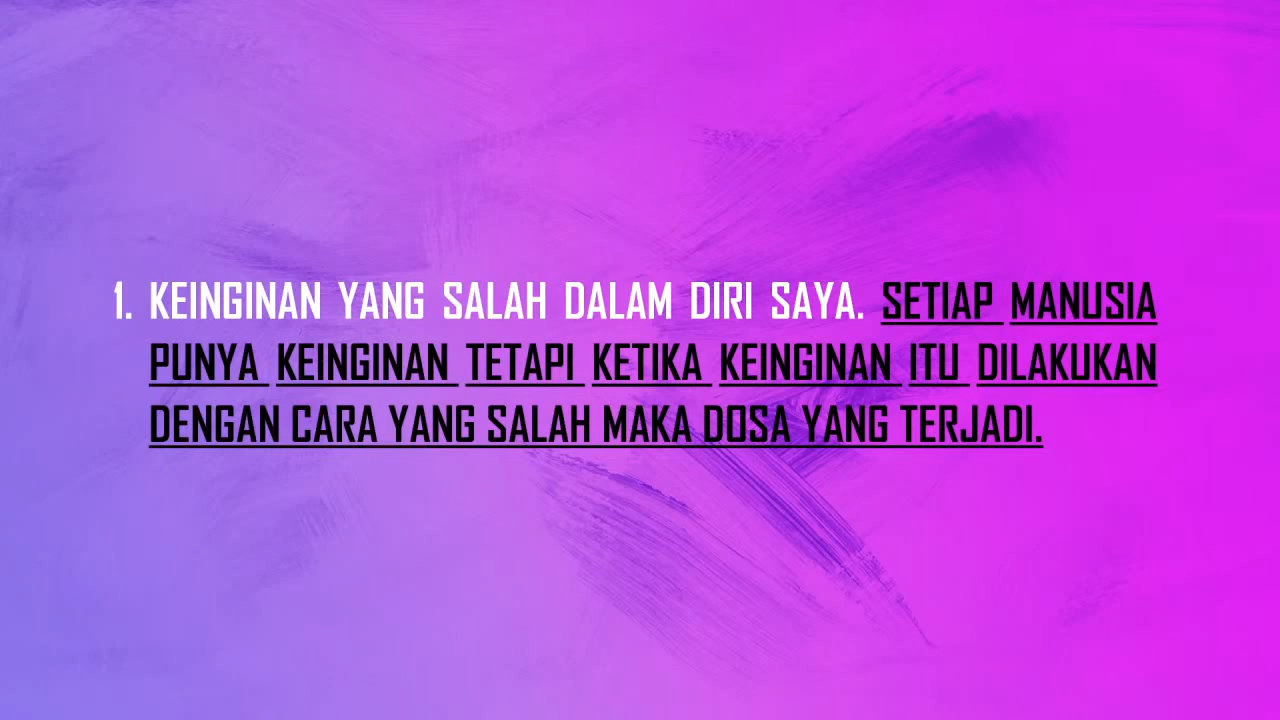 1. KEINGINAN YANG SALAH DALAM DIRI SAYA. SETIAP MANUSIA
PUNYA KEINGINAN TETAPI KETIKA KEINGINAN ITU DILAKUKAN
DENGAN CARA YANG SALAH MAKA DOSA YANG TERJADI.